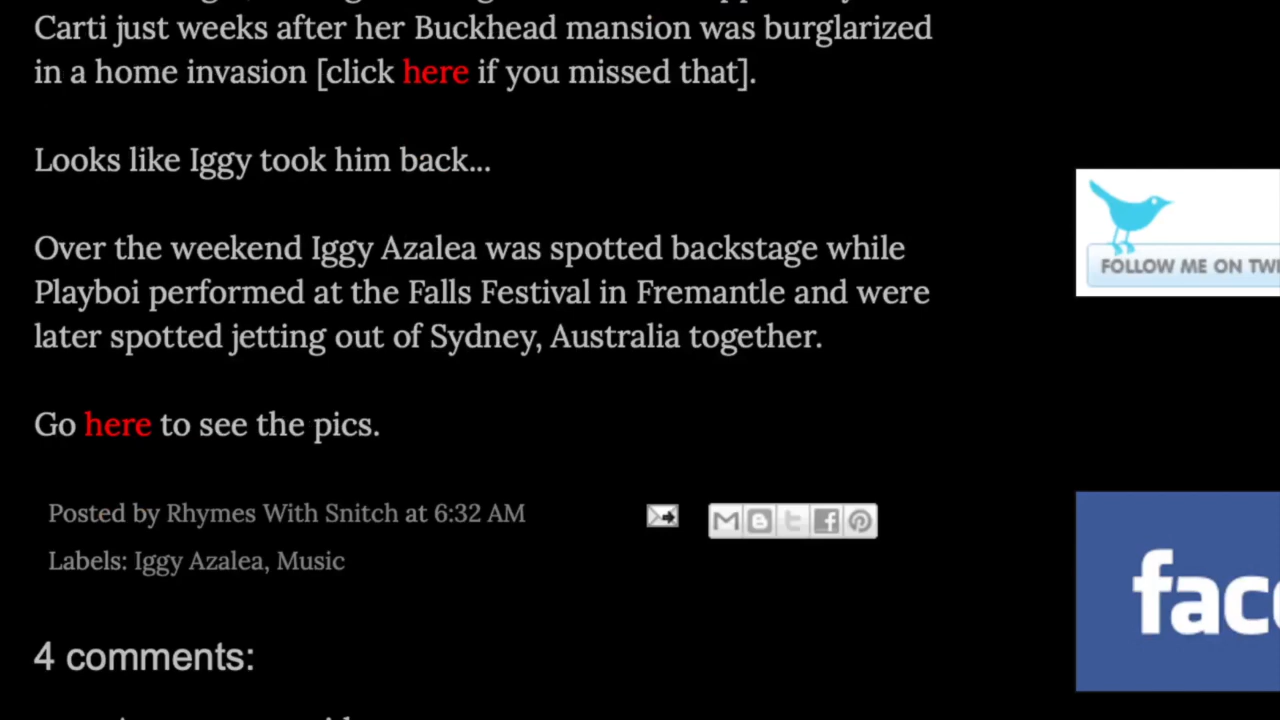 Carti just weeks after her Buckhead mansion was burglarized
in a home invasion [click here if you missed that].
Looks like Iggy took him back...
Over the weekend Iggy Azalea was spotted backstage while
Playboi performed at the Falls Festival in Fremantle and were
later spotted jetting out of Sydney, Australia together.
Go here to see the pics.
FOLLOW ME ON TWI
Posted by Rhymes With Snitch at 6:32 AM
Labels: Iggy Azalea, Music
fac
4 comments: